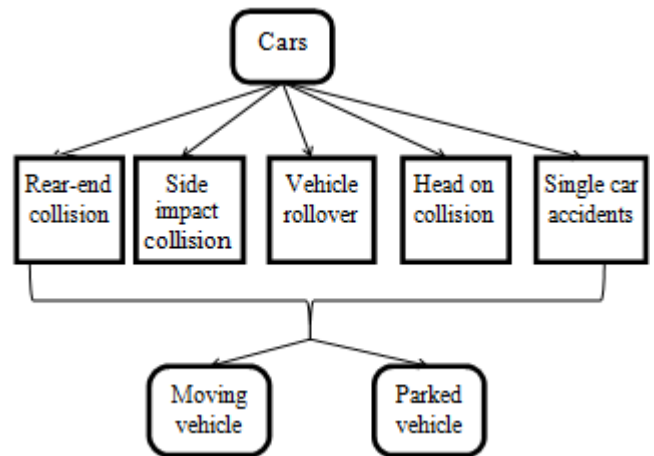 Cars
Rear-end
collision
Side
impact
collision
Vehicle
rollover
Head on
collision
Single car
accidents
Moving
vehicle
Parked
vehicle